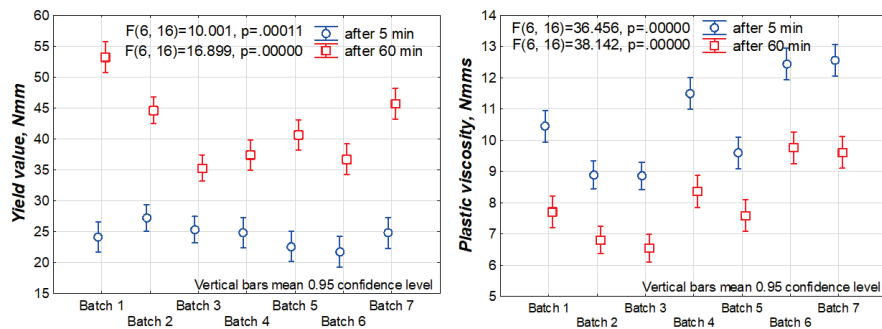 60
55
50
45
40
35
30
25
20
15
Yield value, Nmm
F(6, 16)=10.001, p=.00011
F(6, 16)=16.899, p=.00000
after 5 min
after 60 min
Vertical bars mean 0.95 confidence level
Batch 1 Batch 3 Batch 5 Batch 7
Batch 2 Batch 4 Batch 6
14
13
12
11
10
9
8
7
6
5
Plastic viscosity, Nmms
F(6, 16)=36.456, p=.00000
F(6, 16)=38.142, p=.00000
after 5 min
after 60 min
Vertical bars mean 0.95 confidence level
Batch 1 Batch 3 Batch 5 Batch 7
Batch 2 Batch 4 Batch 6